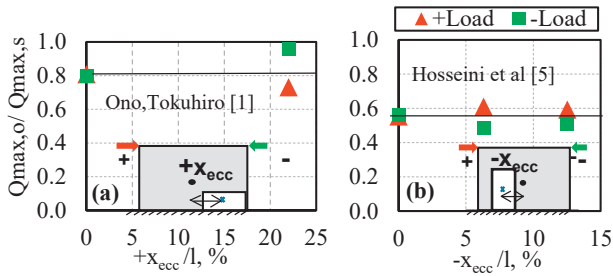 +Load -Load
Qmax,o/ Qmax,s
1.0
0.8
0.6
0.4
0.2
0.0
Ono,Tokuhiro [1]
+
-
+xecc
(a)
0 5 10 15 20 25
+xecc/l, %
1.0
0.8
0.6
0.4
0.2
0.0
Hosseini et al [5]
+
--
-xecc
(b)
0 5 10 15
-xecc/l, %